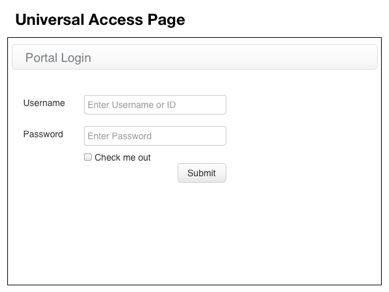 Universal Access Page
Portal Login
Username
Enter Username or ID
Password
Enter Password
Check me out
Submit